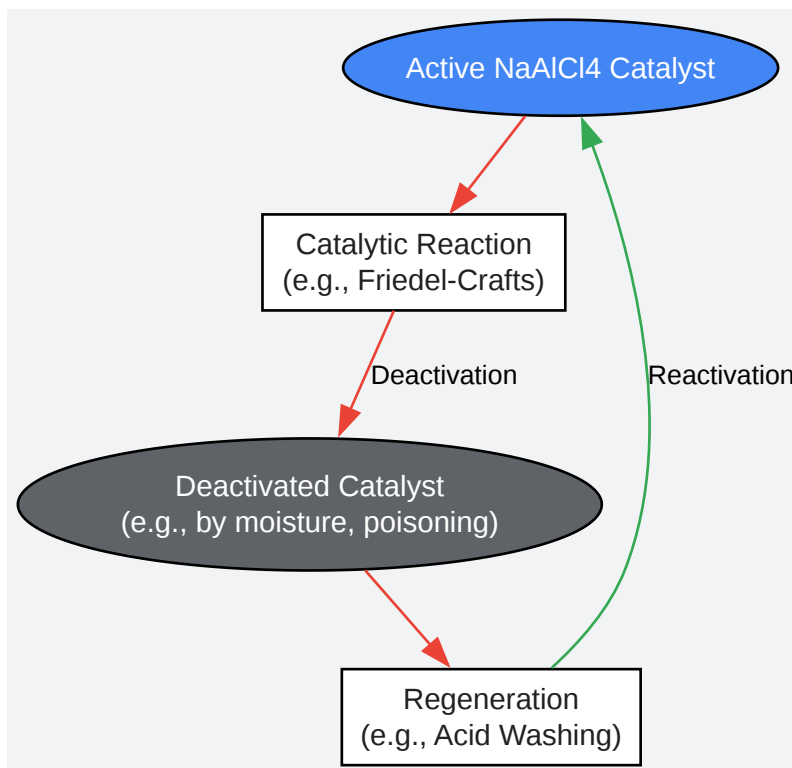 Active NaAlCl4 Catalyst
Catalytic Reaction
(e.g., Friedel-Crafts)
Deactivation
Reactivation
Deactivated Catalyst
(e.g., by moisture, poisoning)
Regeneration
(e.g., Acid Washing)